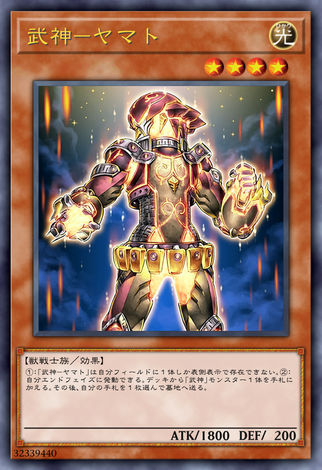 武神－ヤマト
光
【獣戦士族／効果】
①:「武神－ヤマト」は自分フィールドに１体しか表側表示で存在できない。②:
自分エンドフェイズに発動できる。デッキから「武神」モンスター１体を手札に
加える。その後、自分の手札を１枚選んで墓地へ送る。
ATK/1800 DEF/ 200
32339440